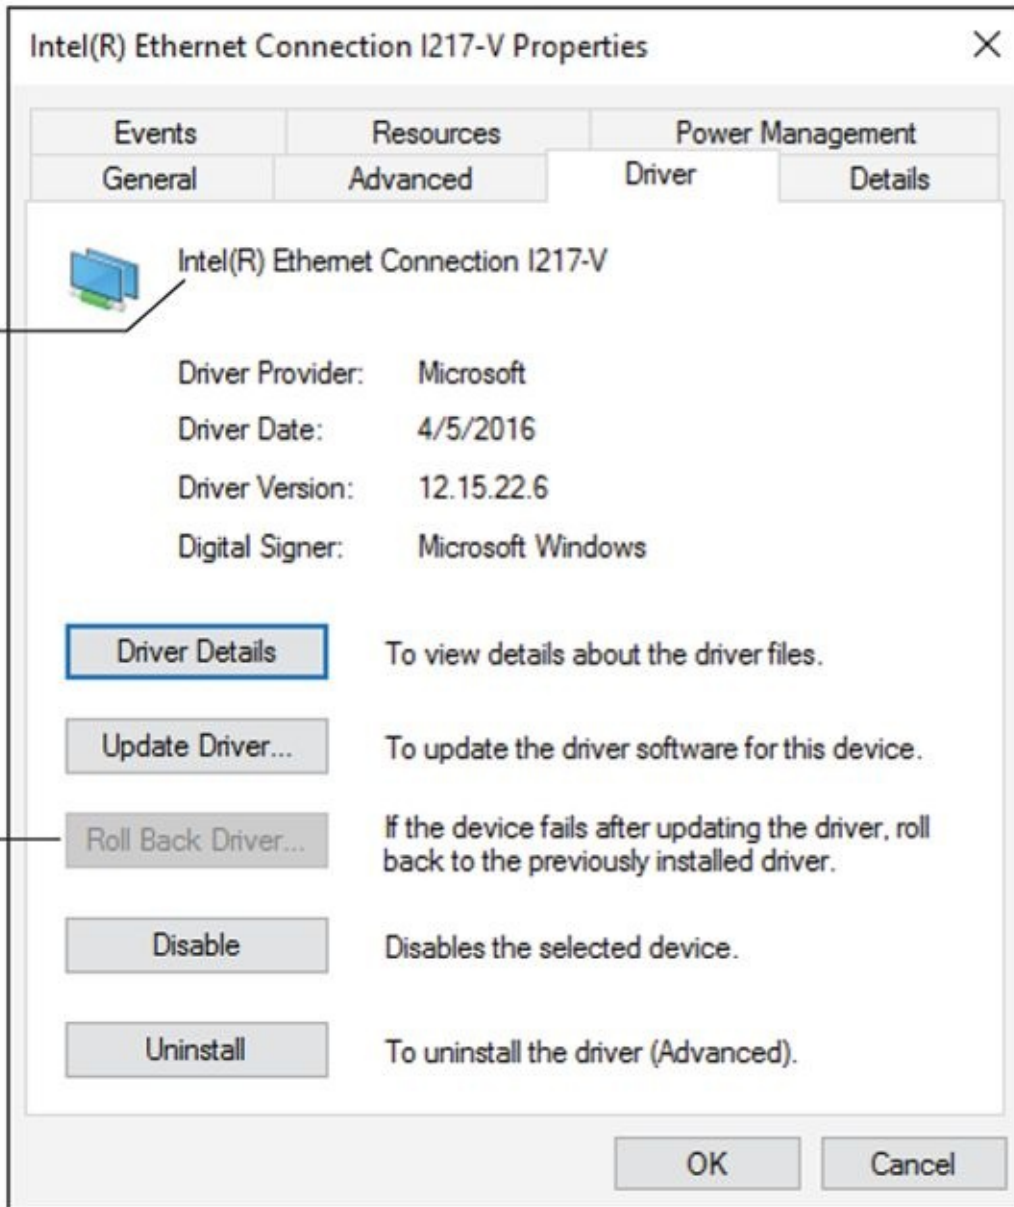 Intel(R) Ethernet Connection I217-V Properties
Events Resources Power Management
General Advanced Driver Details
Intel(R) Ethernet Connection I217-V
Driver Provider: Microsoft
Driver Date: 4/5/2016
Driver Version: 12.15.22.6
Digital Signer: Microsoft Windows
Driver Details To view details about the driver files.
Update Driver... To update the driver software for this device.
Roll Back Driver... If the device fails after updating the driver, roll
back to the previously installed driver.
Disable Disables the selected device.
Uninstall To uninstall the driver (Advanced).
OK Cancel